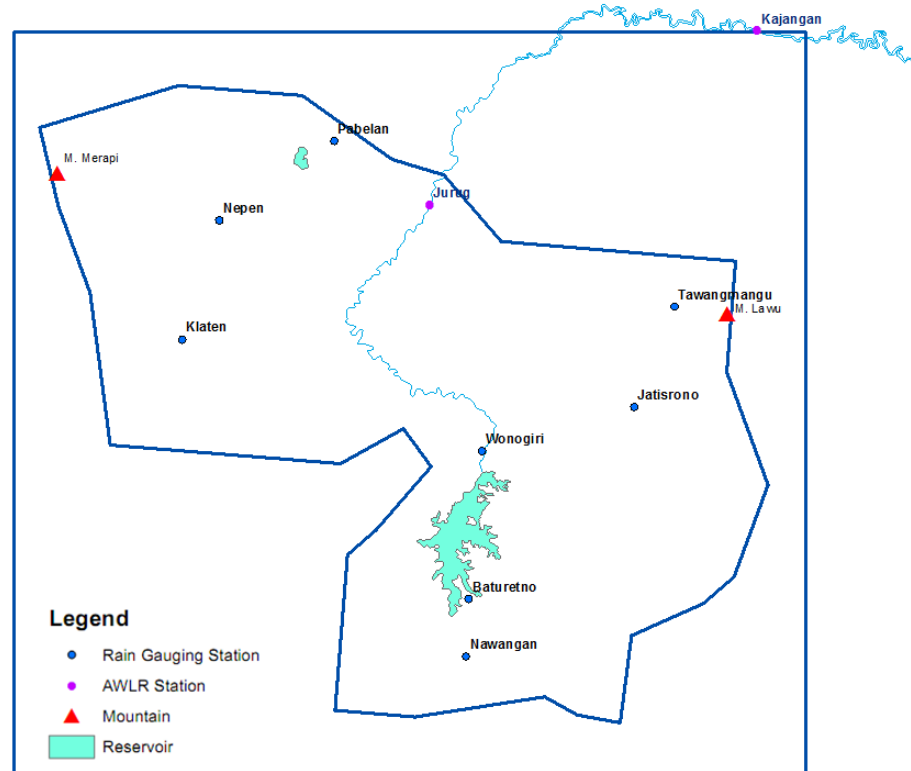 Kajangan
Pabelan
M. Merapi
Jurug
Nepen
Tawangmangu
M. Lawu
Klaten
Jatisrono
Wonogiri
Baturetno
Nawangan
Legend
Rain Gauging Station
AWLR Station
Mountain
Reservoir